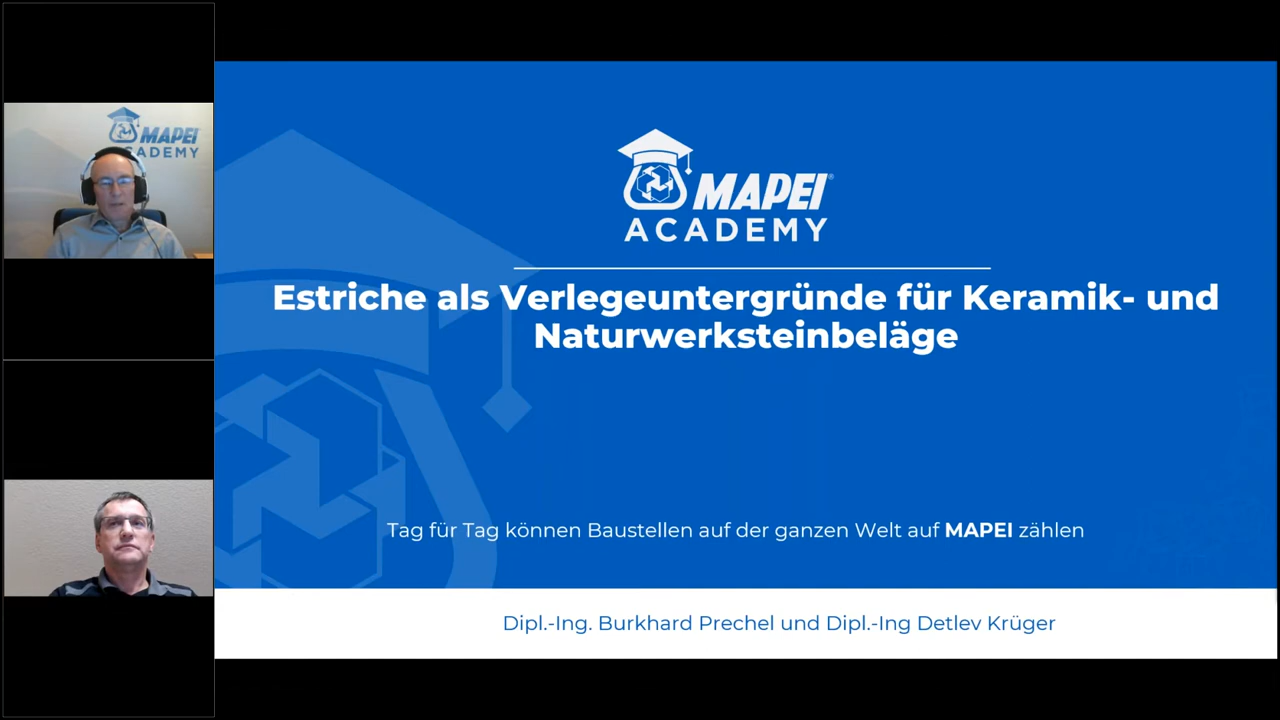 MAPEI
ACADEMY
MAPEI®
ACADEMY
Estriche als Verlegeuntergründe für Keramik- und
Naturwerksteinbeläge
Tag für Tag können Baustellen auf der ganzen Welt auf MAPEI zählen
Dipl.-Ing. Burkhard Prechel und Dipl.-Ing Detlev Krüger